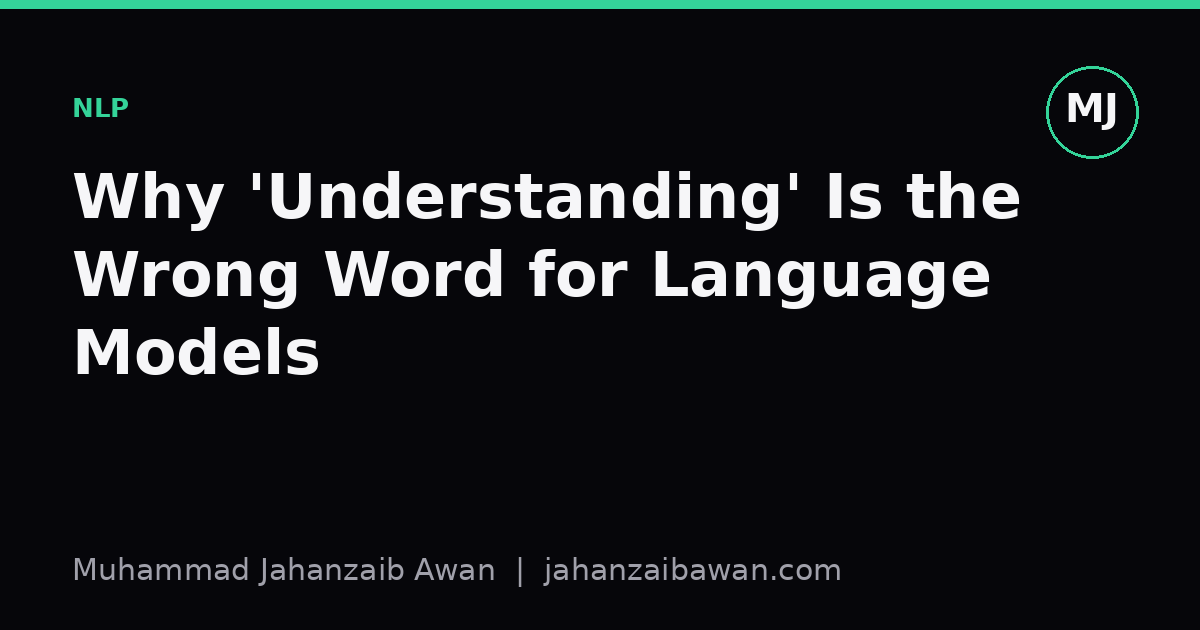 NLP
MJ
Why 'Understanding' Is the
Wrong Word for Language
Models
Muhammad Jahanzaib Awan | jahanzaibawan.com